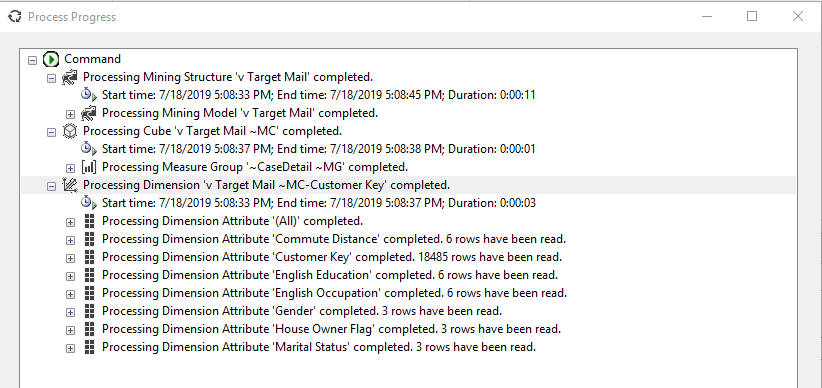 Process Progress
Command
Processing Mining Structure 'v Target Mail' completed.
Start time: 7/18/2019 5:08:33 PM; End time: 7/18/2019 5:08:45 PM; Duration: 0:00:11
Processing Mining Model 'v Target Mail' completed.
Processing Cube 'v Target Mail ~MC' completed.
Start time: 7/18/2019 5:08:37 PM; End time: 7/18/2019 5:08:38 PM; Duration: 0:00:01
Processing Measure Group '~CaseDetail ~MG' completed.
Processing Dimension 'v Target Mail ~MC-Customer Key' completed.
Start time: 7/18/2019 5:08:33 PM; End time: 7/18/2019 5:08:37 PM; Duration: 0:00:03
Processing Dimension Attribute '(All)' completed.
Processing Dimension Attribute 'Commute Distance' completed. 6 rows have been read.
Processing Dimension Attribute 'Customer Key' completed. 18485 rows have been read.
Processing Dimension Attribute 'English Education' completed. 6 rows have been read.
Processing Dimension Attribute 'English Occupation' completed. 6 rows have been read.
Processing Dimension Attribute 'Gender' completed. 3 rows have been read.
Processing Dimension Attribute 'House Owner Flag' completed. 3 rows have been read.
Processing Dimension Attribute 'Marital Status' completed. 3 rows have been read.